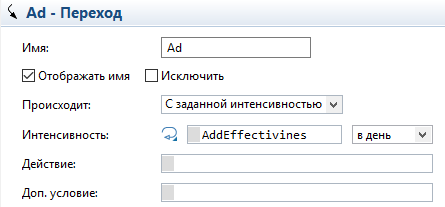 Ad - Переход
Имя: Ad
Отображать имя Исключить
Происходит: С заданной интенсивностью
Интенсивность: AddEffectivines в день
Действие:
Доп. условие: